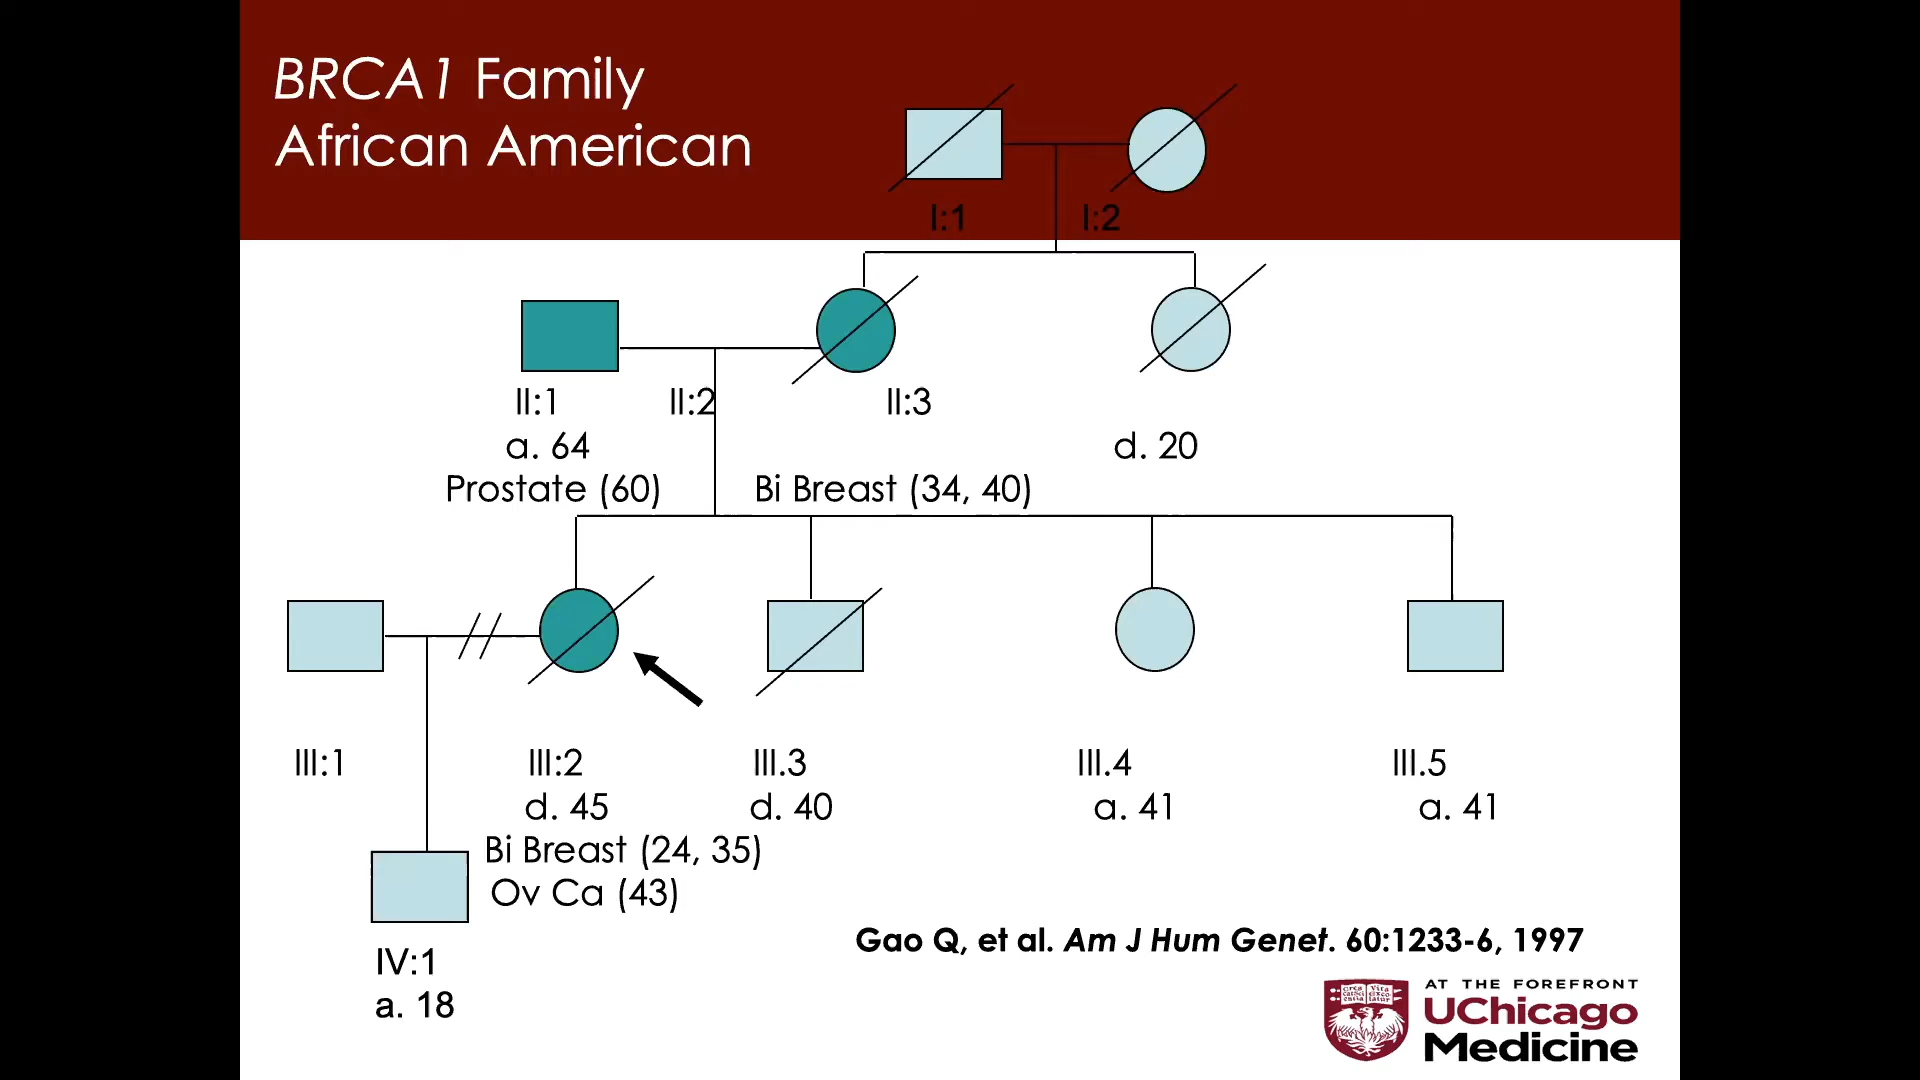 BRCA1 Family
African American
I:1 I:2
II:1 II:2 II:3
a. 64 d. 20
Prostate (60) Bi Breast (34, 40)
III:1 III:2 III.3 III.4 III.5
d. 45 d. 40 a. 41 a. 41
Bi Breast (24, 35)
Ov Ca (43)
Gao Q, et al. Am J Hum Genet. 60:1233-6, 1997
IV:1
a. 18
AT THE FOREFRONT
UChicago
Medicine